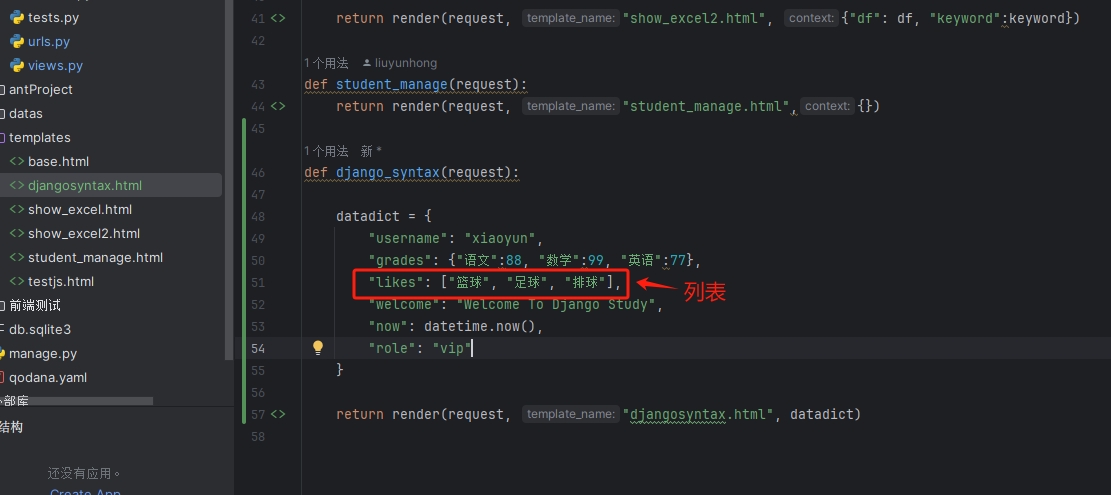 tests.py
urls.py
views.py
antProject
datas
templates
base.html
djangosyntax.html
show_excel.html
show_excel2.html
student_manage.html
testjs.html
前端测试
db.sqlite3
manage.py
qodana.yaml
部库
结构
还没有应用。
Create App
41 <> return render(request, template_name: "show_excel2.html", context: {"df": df, "keyword":keyword})
42
1个用法 liuyunhong
43 def student_manage(request):
44 <> return render(request, template_name: "student_manage.html", context: {})
45
1个用法 新 *
46 def django_syntax(request):
47
48 datadict = {
49 "username": "xiaoyun",
50 "grades": {"语文":88, "数学":99, "英语":77},
51 "likes": ["篮球", "足球", "排球"], 列表
52 "welcome": "Welcome To Django Study",
53 "now": datetime.now(),
54 "role": "vip"
55 }
56
57 <> return render(request, template_name: "djangosyntax.html", datadict)
58